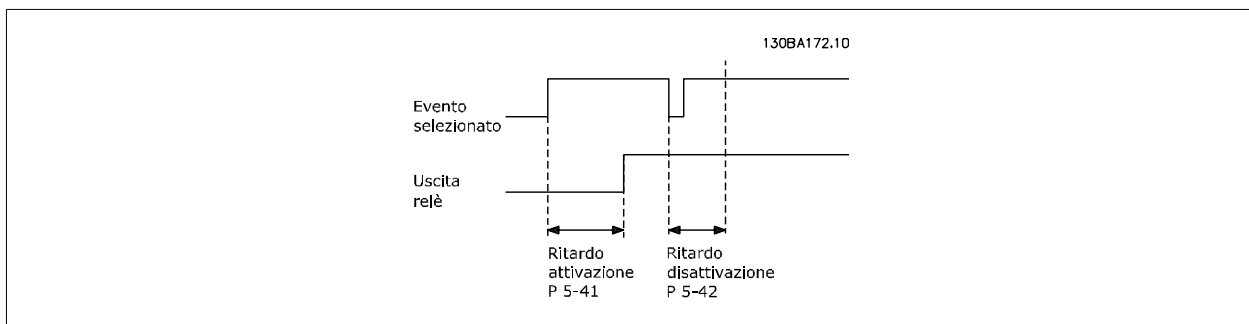 130BA172.10
Evento
selezionato
Uscita
relè
Ritardo
attivazione
P 5-41
Ritardo
disattivazione
P 5-42